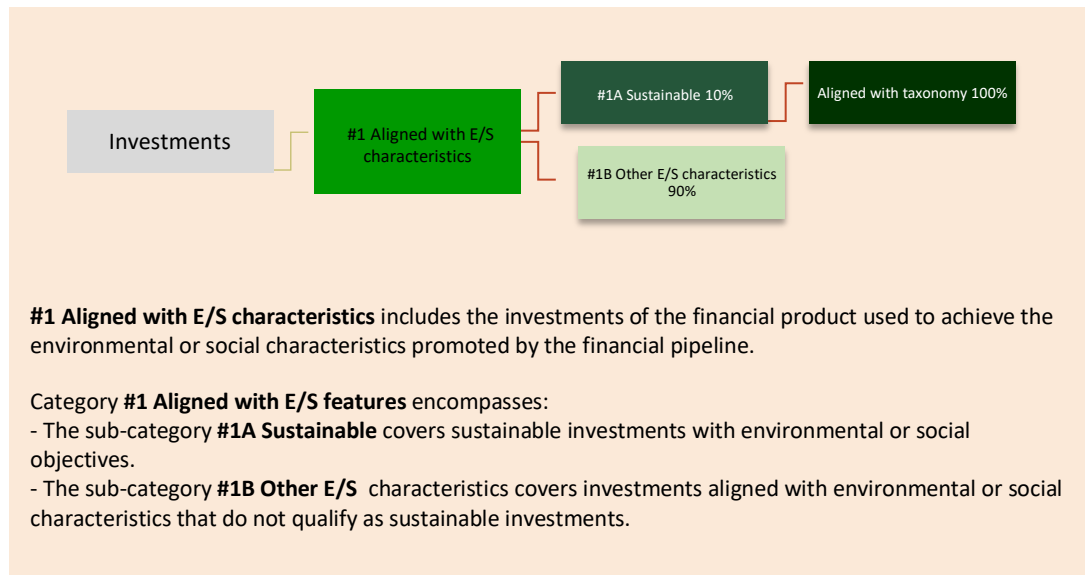 Investments
#1 Aligned with E/S
characteristics
#1A Sustainable 10%
Aligned with taxonomy 100%
#1B Other E/S characteristics
90%
#1 Aligned with E/S characteristics includes the investments of the financial product used to achieve the
environmental or social characteristics promoted by the financial pipeline.
Category #1 Aligned with E/S features encompasses:
- The sub-category #1A Sustainable covers sustainable investments with environmental or social
objectives.
- The sub-category #1B Other E/S characteristics covers investments aligned with environmental or social
characteristics that do not qualify as sustainable investments.